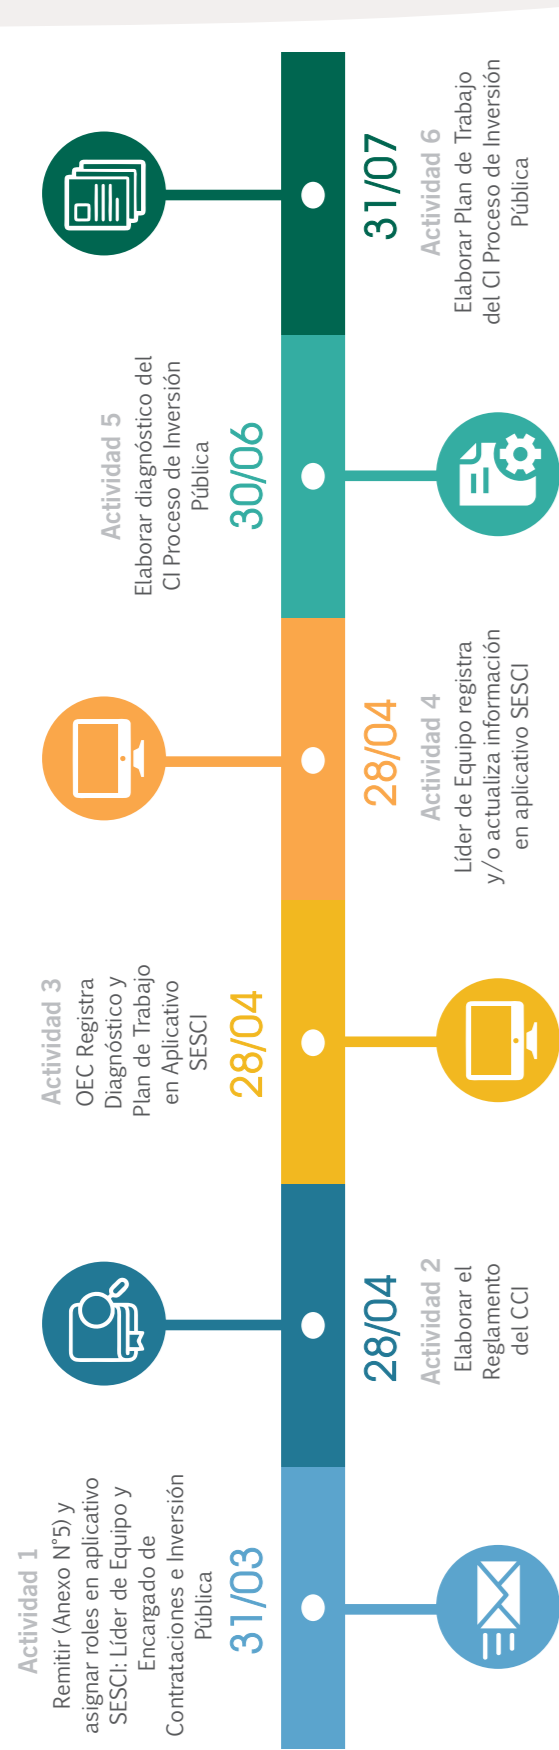 Actividad 1
Remitir (Anexo N°5) y
asignar roles en aplicativo
SESCI: Líder de Equipo y
Encargado de
Contrataciones e Inversión
Pública
31/03
28/04
Actividad 2
Elaborar el
Reglamento
del CCI
Actividad 3
OEC Registra
Diagnóstico y
Plan de Trabajo
en Aplicativo
SESCI
28/04
28/04
Actividad 4
Líder de Equipo registra
y/o actualiza información
en aplicativo SESCI
Actividad 5
Elaborar diagnóstico del
CI Proceso de Inversión
Pública
30/06
31/07
Actividad 6
Elaborar Plan de Trabajo
del CI Proceso de Inversión
Pública